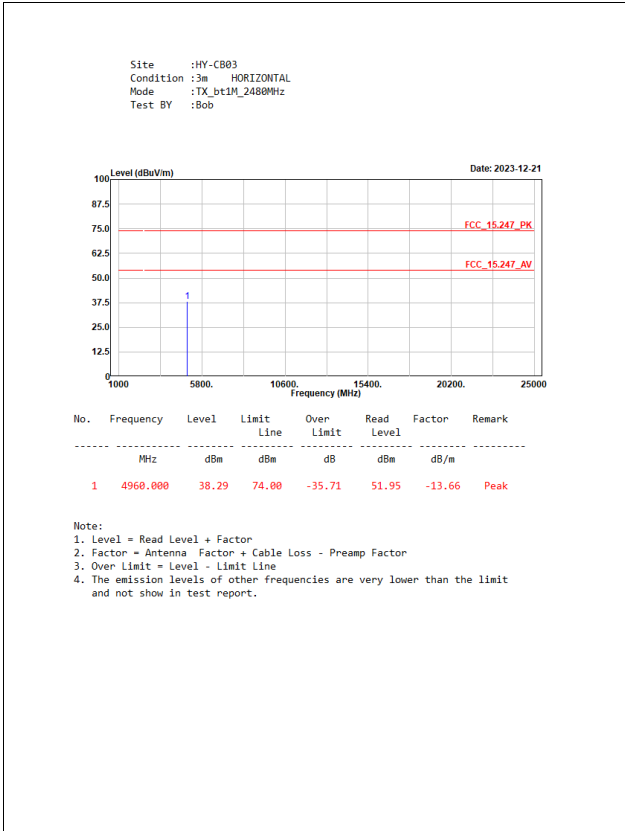 Site :HY-CB03
Condition :3m HORIZONTAL
Mode :TX_bt1M_2480MHz
Test BY :Bob
Level (dBuV/m) Date: 2023-12-21
100
87.5
75.0 FCC_15.247_PK
62.5
FCC_15.247_AV
50.0
37.5 1
25.0
12.5
0
1000 5800. 10600. 15400. 20200. 25000
Frequency (MHz)
No. Frequency Level Limit Over Read Factor Remark
Line Limit Level
------ ----------- -------- --------- --------- -------- -------- ---------
MHz dBm dBm dB dBm dB/m
1 4960.000 38.29 74.00 -35.71 51.95 -13.66 Peak
Note:
1. Level = Read Level + Factor
2. Factor = Antenna Factor + Cable Loss - Preamp Factor
3. Over Limit = Level - Limit Line
4. The emission levels of other frequencies are very lower than the limit
and not show in test report.